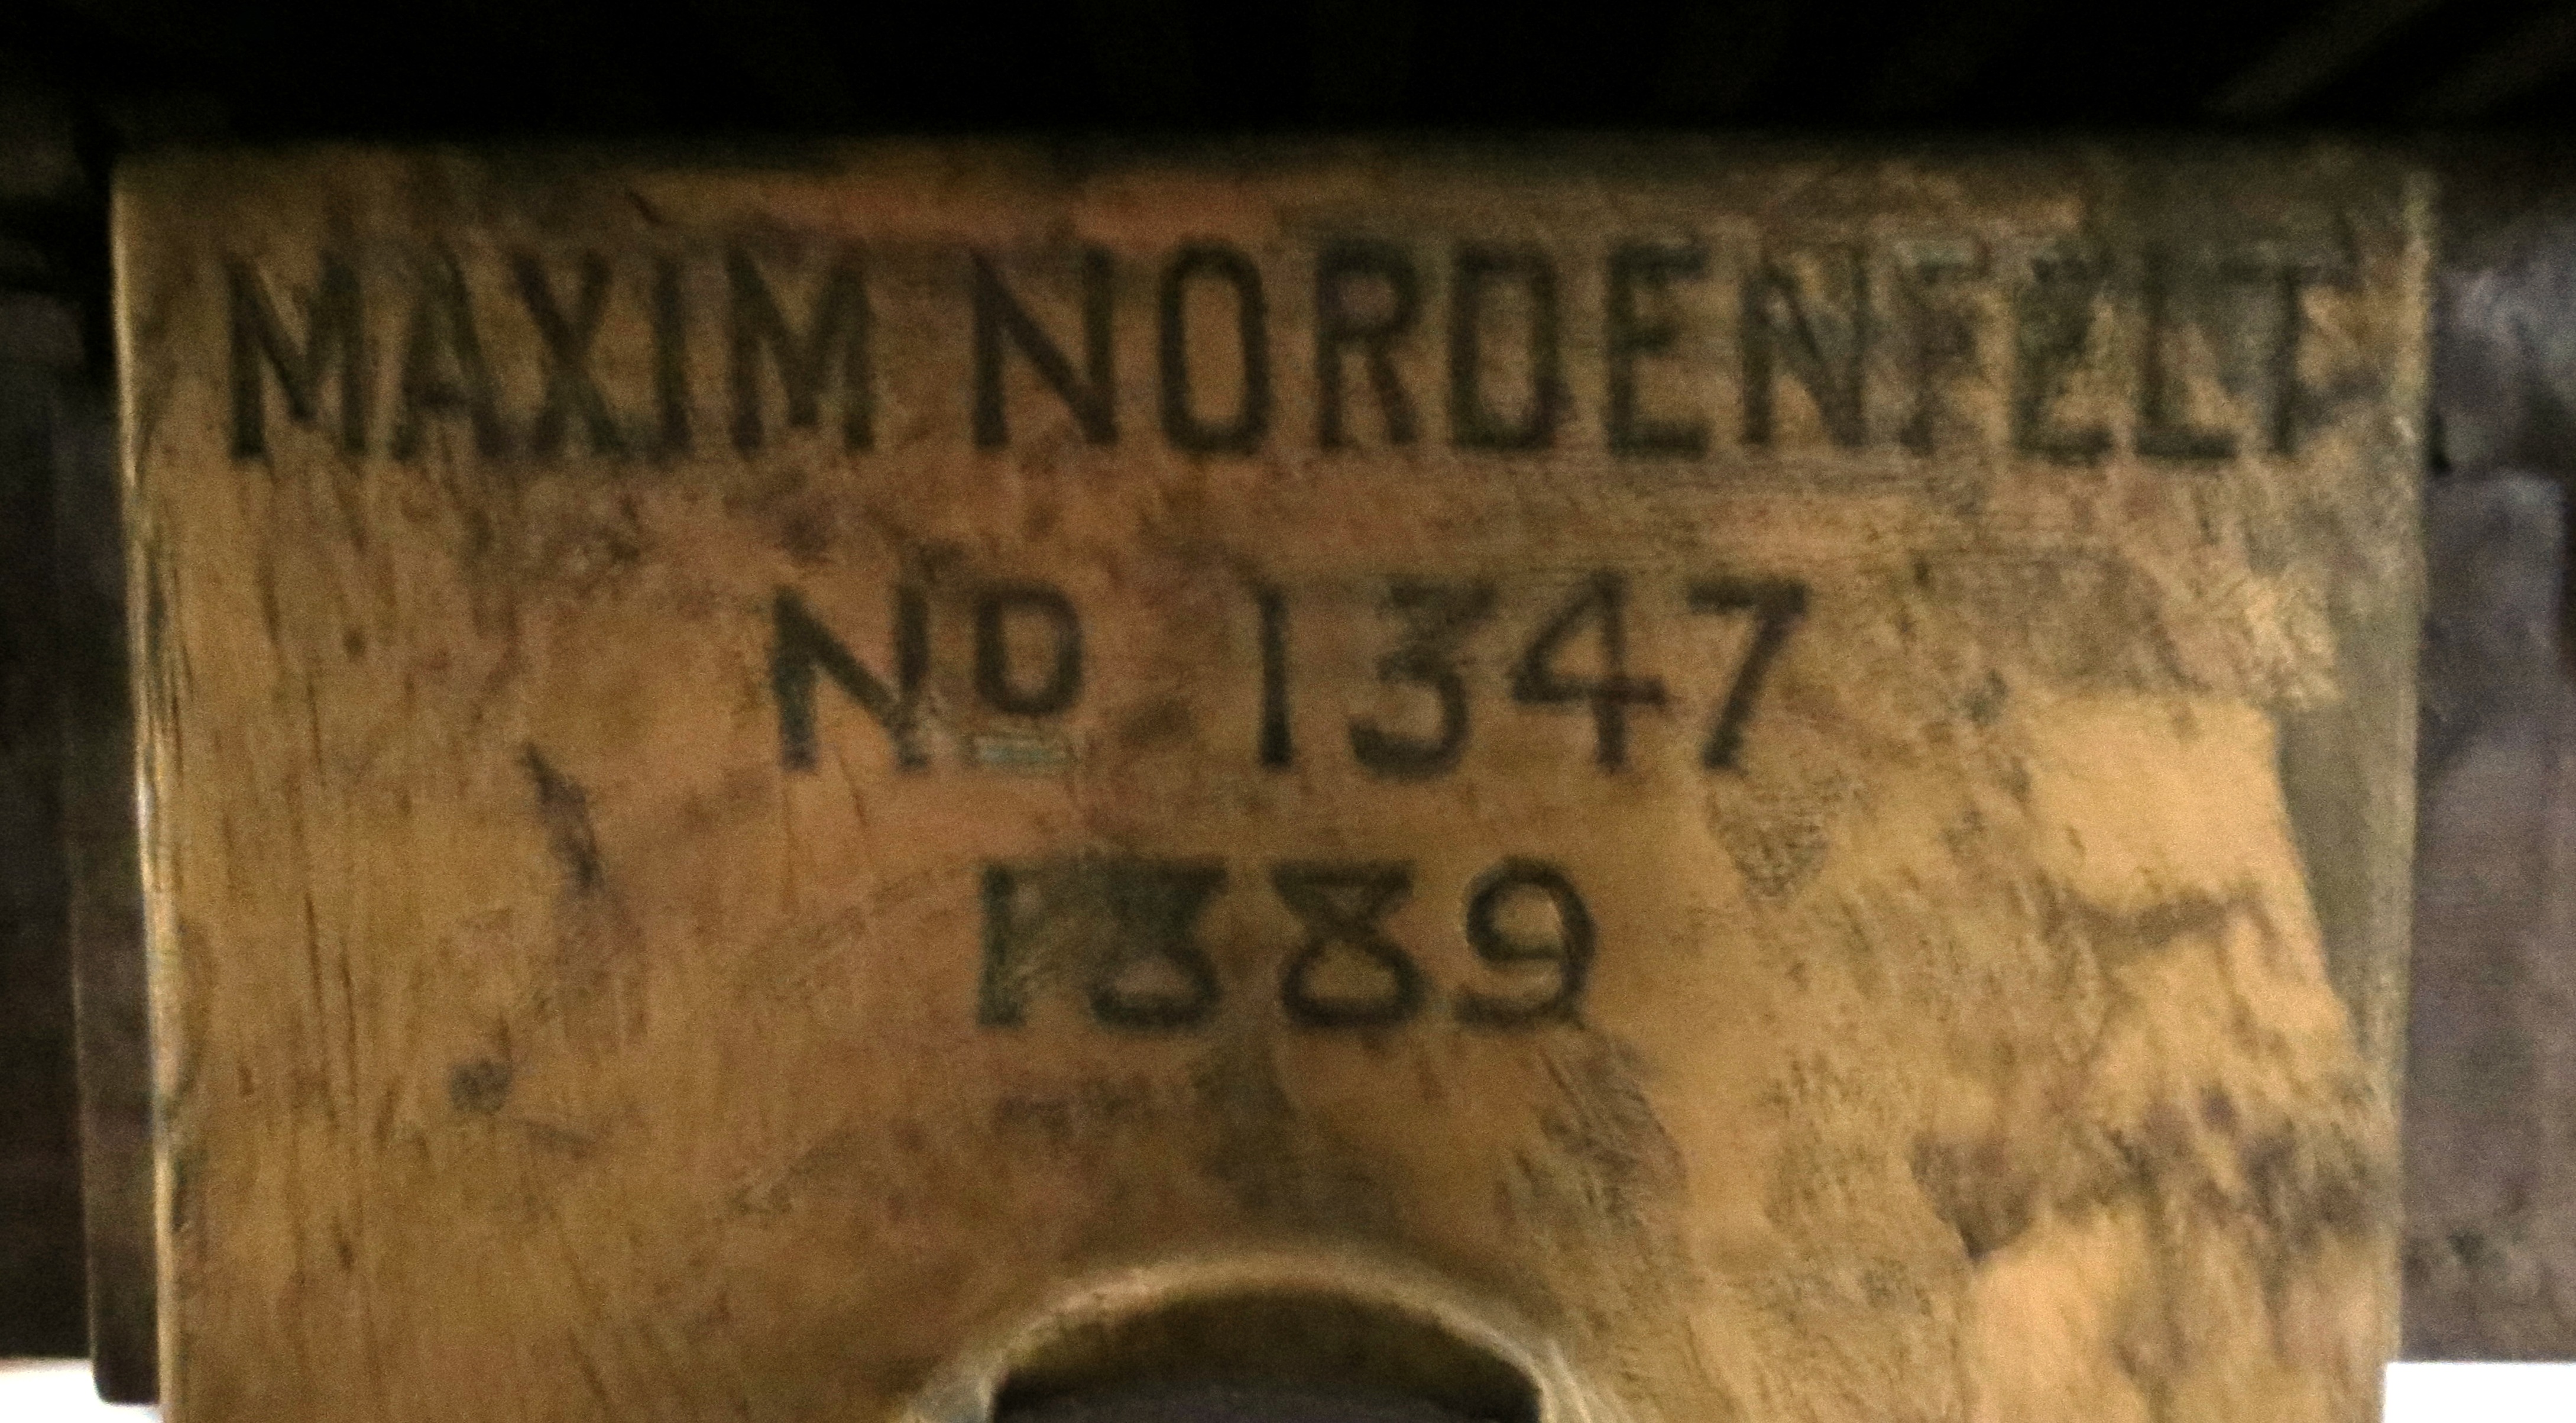 MAXIM NORDENFELT
Nº 1347
1889